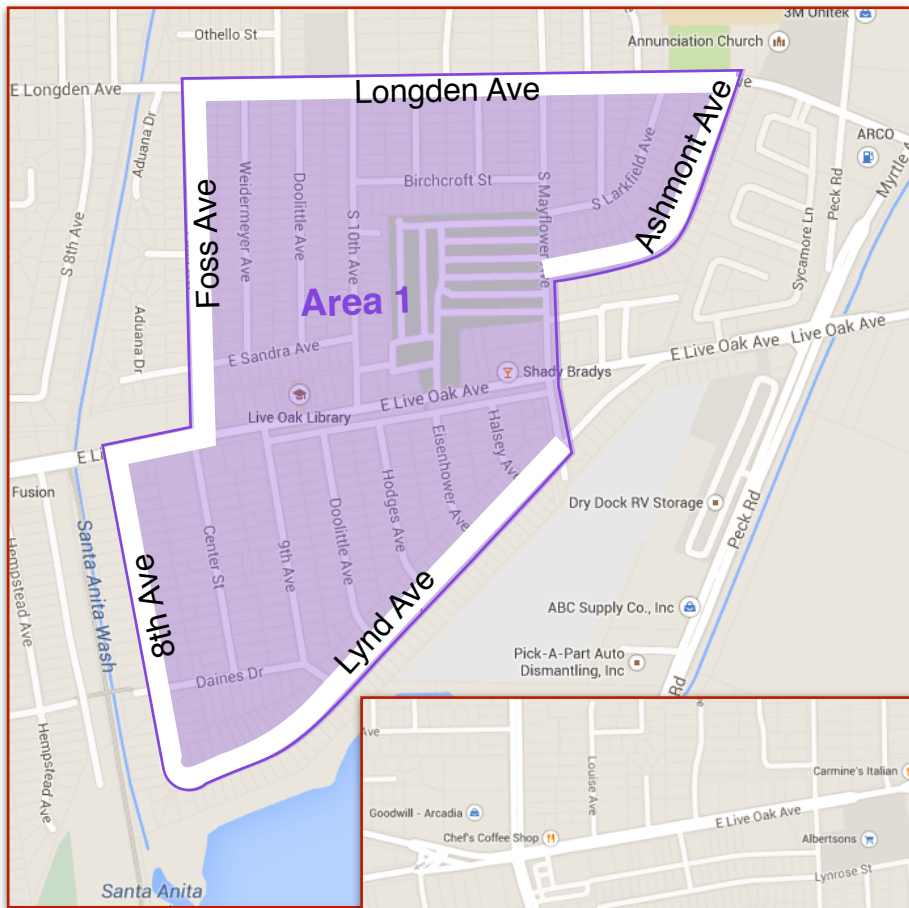 3M Unitek
Othello St
Annunciation Church
E Longden Ave
Longden Ave
ve
Aduana Dr
ARCO
Myrtle A
Peck Rd
Weidermeyer Ave
Doolittle Ave
Birchcroft St
S Mayflower Ave
S Larkfield Ave
Ashmont Ave
Foss Ave
S 10th Ave
S 8th Ave
Sycamore Ln
Area 1
Aduana Dr
E Sandra Ave
E Live Oak Ave
Live Oak Ave
Shady Bradys
E Live Oak Ave
Live Oak Library
E Li
Halsey Av
Eisenhower Ave
Fusion
Hodges Ave
Doolittle Ave
Dry Dock RV Storage
Peck Rd
Center St
9th Ave
Santa Anita Wash
Hempstead Ave
8th Ave
Lynd Ave
ABC Supply Co., Inc
Pick-A-Part Auto
Dismantling, Inc
Daines Dr
Rd
Hempstead Ave
Ave
Louise Ave
Carmine's Italian
Goodwill - Arcadia
E Live Oak Ave
Chef's Coffee Shop
Albertsons
Lynrose St
Santa Anita